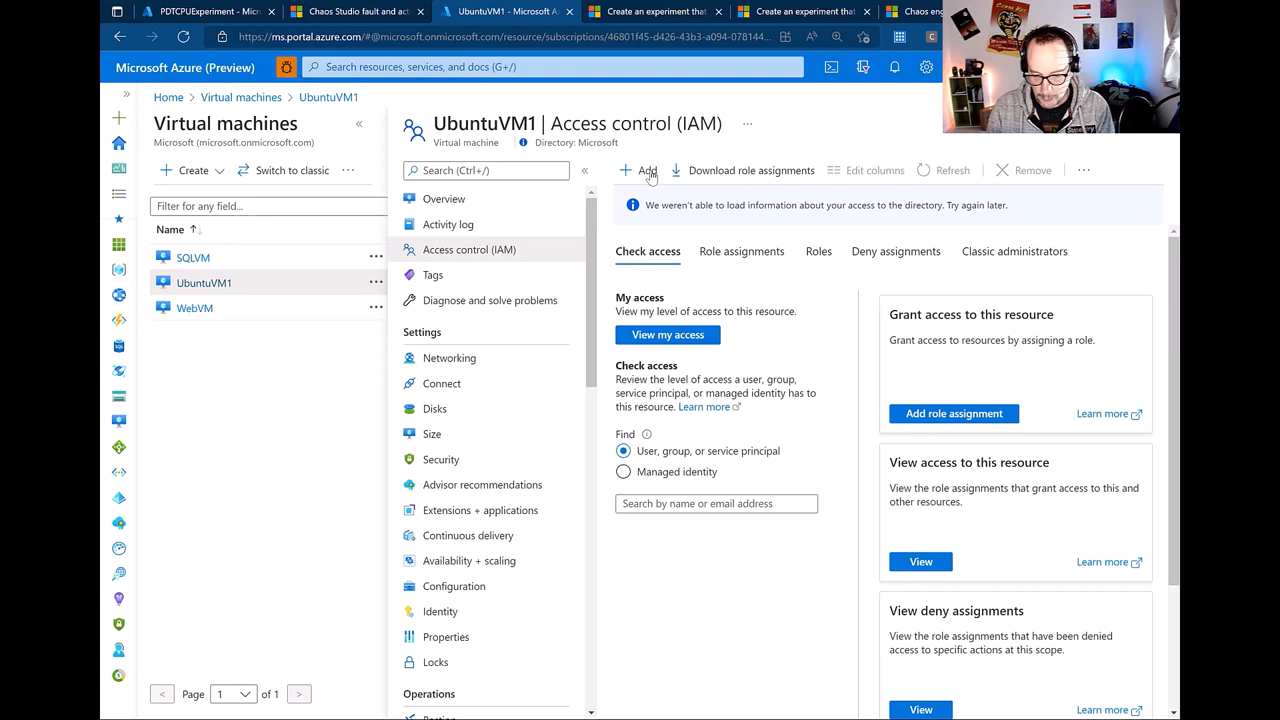 PDTCPUExperiment - Micros
Chaos Studio fault and action
UbuntuVM1 - Microsoft Az
Create an experiment that
Create an experiment that
Chaos eng
https://ms.portal.azure.com/#@microsoft.onmicrosoft.com/resource/subscriptions/46801f45-d426-43b3-a094-078144...
Microsoft Azure (Preview)
Search resources, services, and docs (G+/)
Home > Virtual machines > UbuntuVM1
Virtual machines
Microsoft (microsoft.onmicrosoft.com)
Create
Switch to classic
Filter for any field...
Name
SQLVM
UbuntuVM1
WebVM
Page 1 of 1
UbuntuVM1 | Access control (IAM)
Virtual machine
Directory: Microsoft
Search (Ctrl+/)
Overview
Activity log
Access control (IAM)
Tags
Diagnose and solve problems
Settings
Networking
Connect
Disks
Size
Security
Advisor recommendations
Extensions + applications
Continuous delivery
Availability + scaling
Configuration
Identity
Properties
Locks
Operations
Add
Download role assignments
Edit columns
Refresh
Remove
We weren't able to load information about your access to the directory. Try again later.
Check access
Role assignments
Roles
Deny assignments
Classic administrators
My access
View my level of access to this resource.
View my access
Check access
Review the level of access a user, group,
service principal, or managed identity has to
this resource. Learn more
Find
User, group, or service principal
Managed identity
Search by name or email address
Grant access to this resource
Grant access to resources by assigning a role.
Add role assignment
Learn more
View access to this resource
View the role assignments that grant access to this and
other resources.
View
Learn more
View deny assignments
View the role assignments that have been denied
access to specific actions at this scope.
View
Learn more